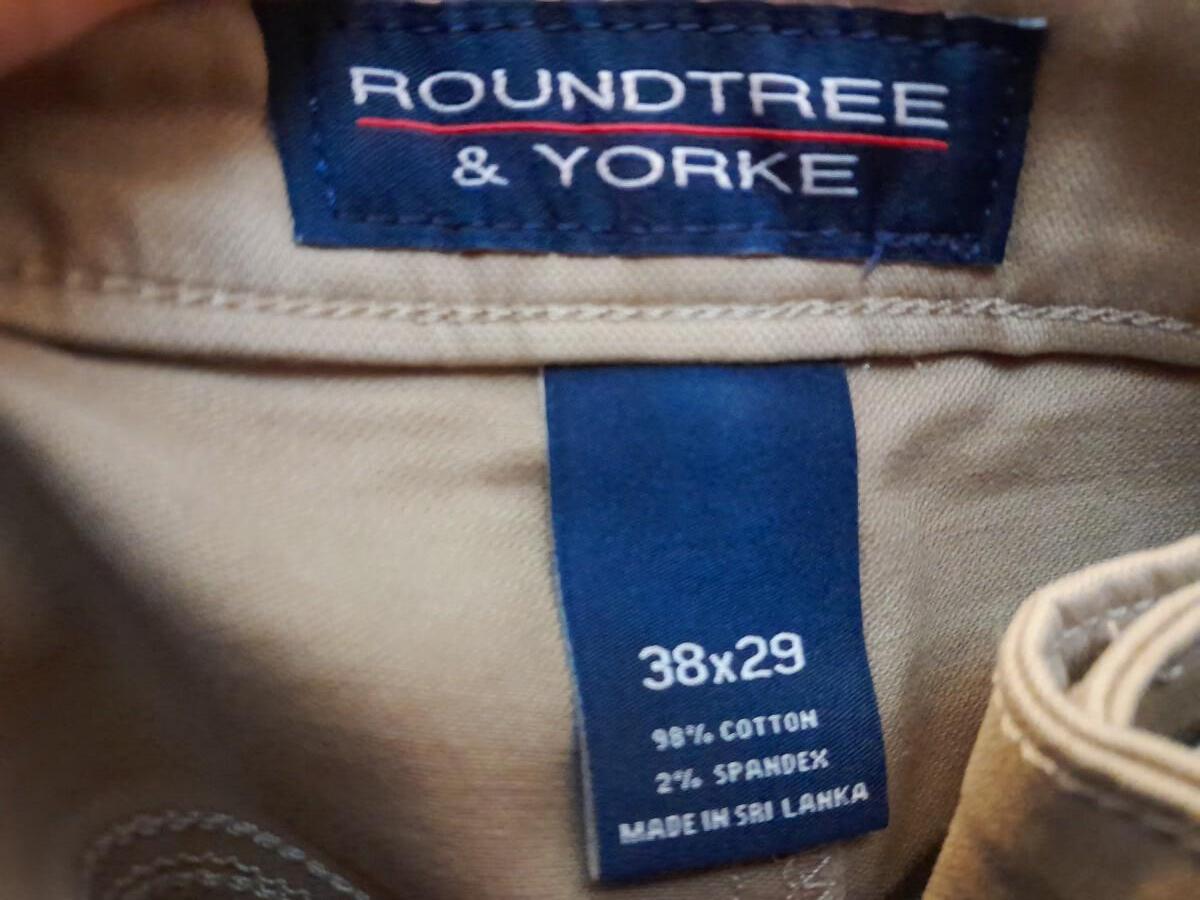 ROUNDTREE
& YORKE
38x29
98% COTTON
2% SPANDEX
MADE IN SRI LANKA